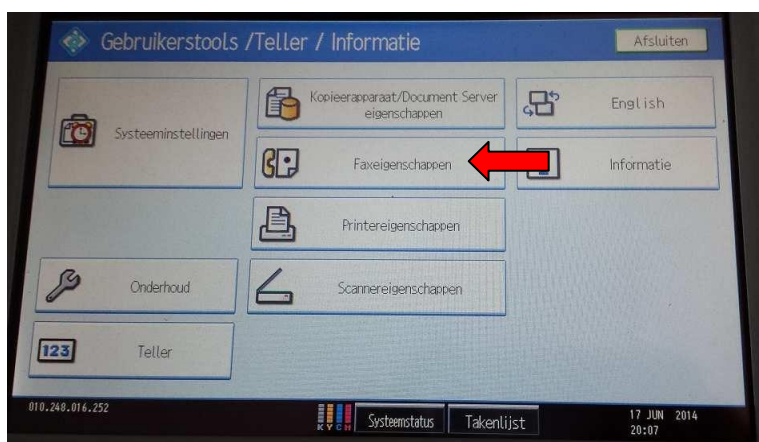 Gebruikerstools /Teller / Informatie
Afsluiten
Systeeminstellingen
Kopieerapparaat/Document Server
eigenschappen
English
Faxeigenschappen
Informatie
Printereigenschappen
Onderhoud
Scannereigenschappen
123
Teller
010.248.016.252
K Y C M
Systeemstatus
Takenlijst
17 JUN 2014
20:07